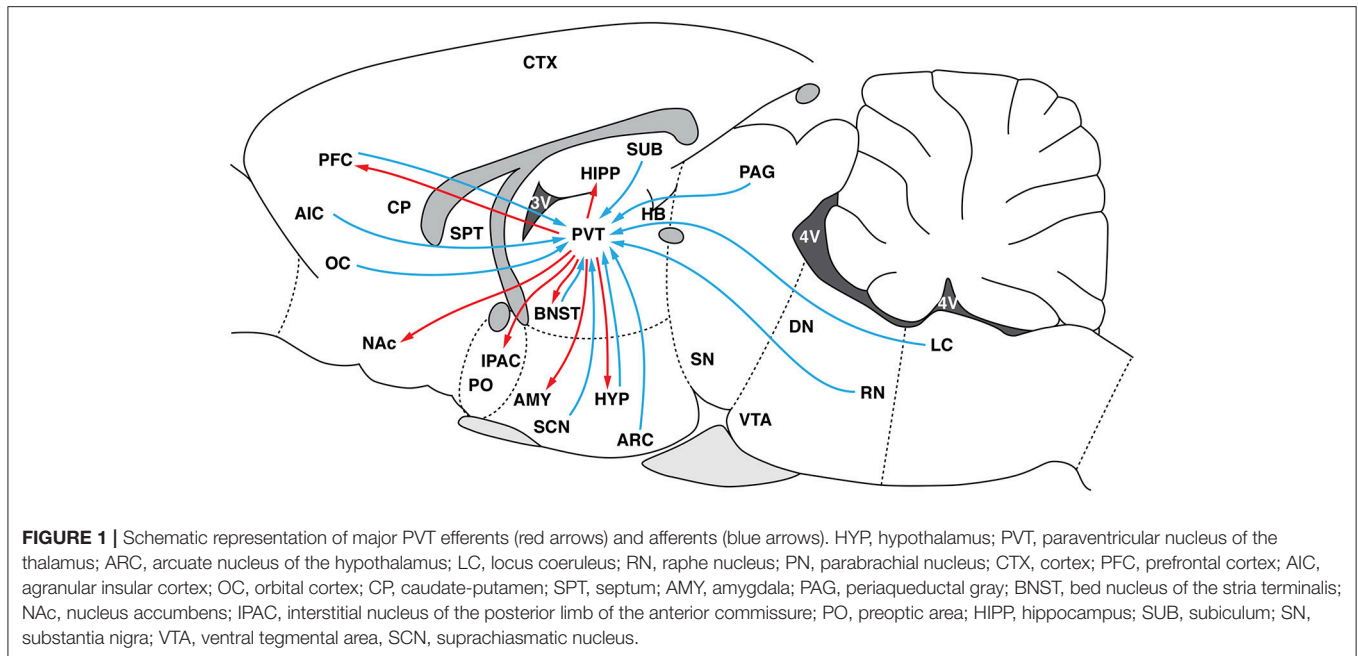 CTX
SUB
PFC
HIPP
PAG
CP
3V
AIC
HB
SPT
PVT
4V
OC
BNST
4V
DN
NAc
LC
IPAC
SN
PO
AMY
HYP
RN
SCN
VTA
ARC
FIGURE 1 | Schematic representation of major PVT efferents (red arrows) and afferents (blue arrows). HYP, hypothalamus; PVT, paraventricular nucleus of the
thalamus; ARC, arcuate nucleus of the hypothalamus; LC, locus coeruleus; RN, raphe nucleus; PN, parabrachial nucleus; CTX, cortex; PFC, prefrontal cortex; AIC,
agranular insular cortex; OC, orbital cortex; CP, caudate-putamen; SPT, septum; AMY, amygdala; PAG, periaqueductal gray; BNST, bed nucleus of the stria terminalis;
NAc, nucleus accumbens; IPAC, interstitial nucleus of the posterior limb of the anterior commissure; PO, preoptic area; HIPP, hippocampus; SUB, subiculum; SN,
substantia nigra; VTA, ventral tegmental area, SCN, suprachiasmatic nucleus.